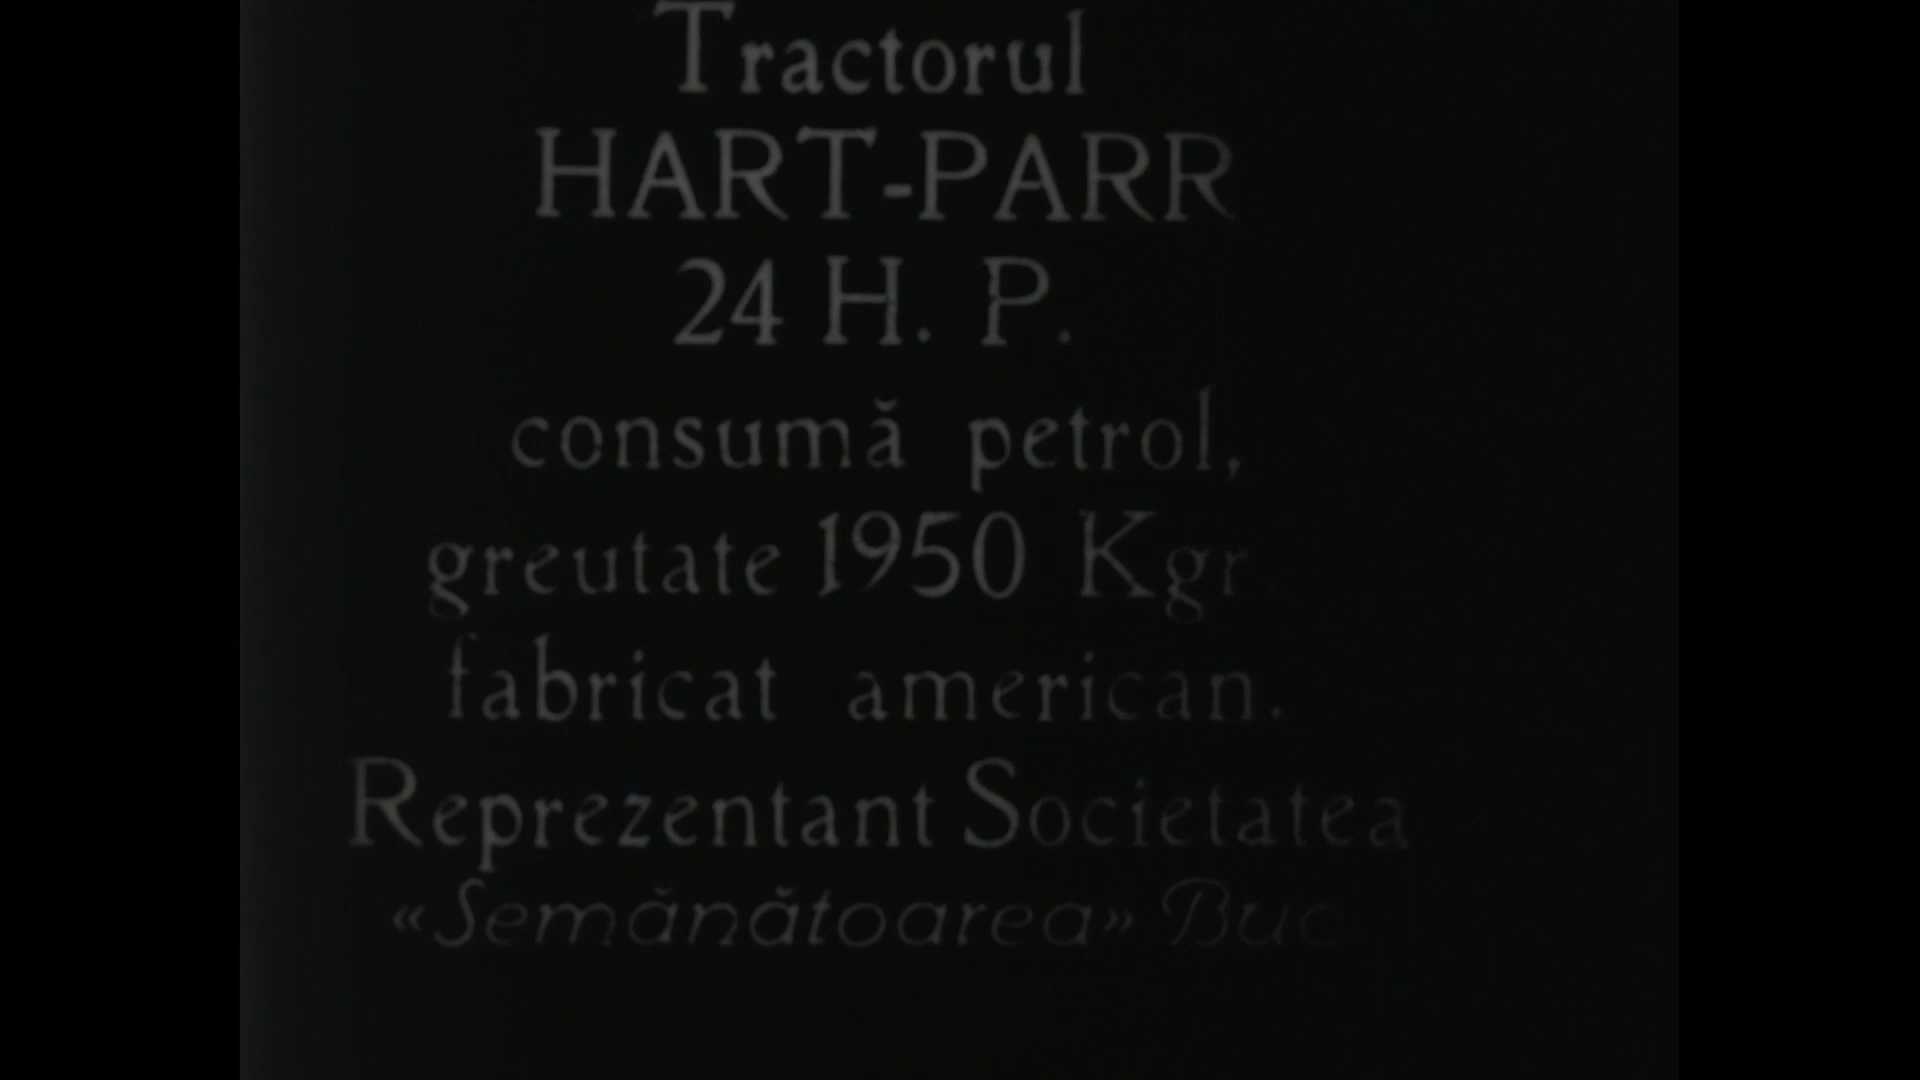 Tractorul
HART-PARR
24 H. P.
consumă petrol,
greutate 1950 Kgr.
fabricat american.
Reprezentant Societatea
«Semănătoarea»